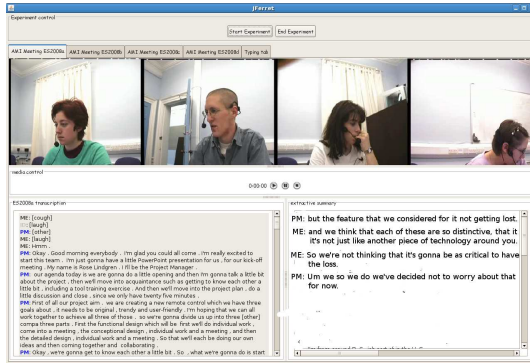 JFerret
Experiment control
Start Experiment
End Experiment
AMI Meeting ES2008a
AMI Meeting ES2008b
AMI Meeting ES2008c
AMI Meeting ES2008d
Typing tab
media control
0:00:00
ES2008a transcription
ME: [cough]
[laugh]
PM: [other]
ME: [laugh]
ME: Hmm .
PM: Okay . Good morning everybody . I'm glad you could all come . I'm really excited to
start this team . I'm just gonna have a little PowerPoint presentation for us , for our kick-off
meeting . My name is Rose Lindgren . I I'll be the Project Manager .
PM: our agenda today is we are gonna do a little opening and then I'm gonna talk a little bit
about the project , then we'll move into acquaintance such as getting to know each other a
little bit , including a tool training exercise . And then we'll move into the project plan , do a
little discussion and close , since we only have twenty five minutes .
PM: First of all our project aim . we are creating a new remote control which we have three
goals about , it needs to be original , trendy and user-friendly . I'm hoping that we can all
work together to achieve all three of those . so we're gonna divide us up into three [other]
compa three parts . First the functional design which will be first we'll do individual work ,
come into a meeting , the conceptional design , individual work and a meeting , and then
the detailed design , individual work and a meeting . So that we'll each be doing our own
ideas and then coming together and collaborating .
PM: Okay , we're gonna get to know each other a little bit . So , what we're gonna do is start
Extractive summary
PM: but the feature that we considered for it not getting lost.
ME: and we think that each of these are so distinctive, that it
it's not just like another piece of technology around you.
ME: So we're not thinking that it's gonna be as critical to have
the loss.
PM: Um we so we do we've decided not to worry about that
for now.